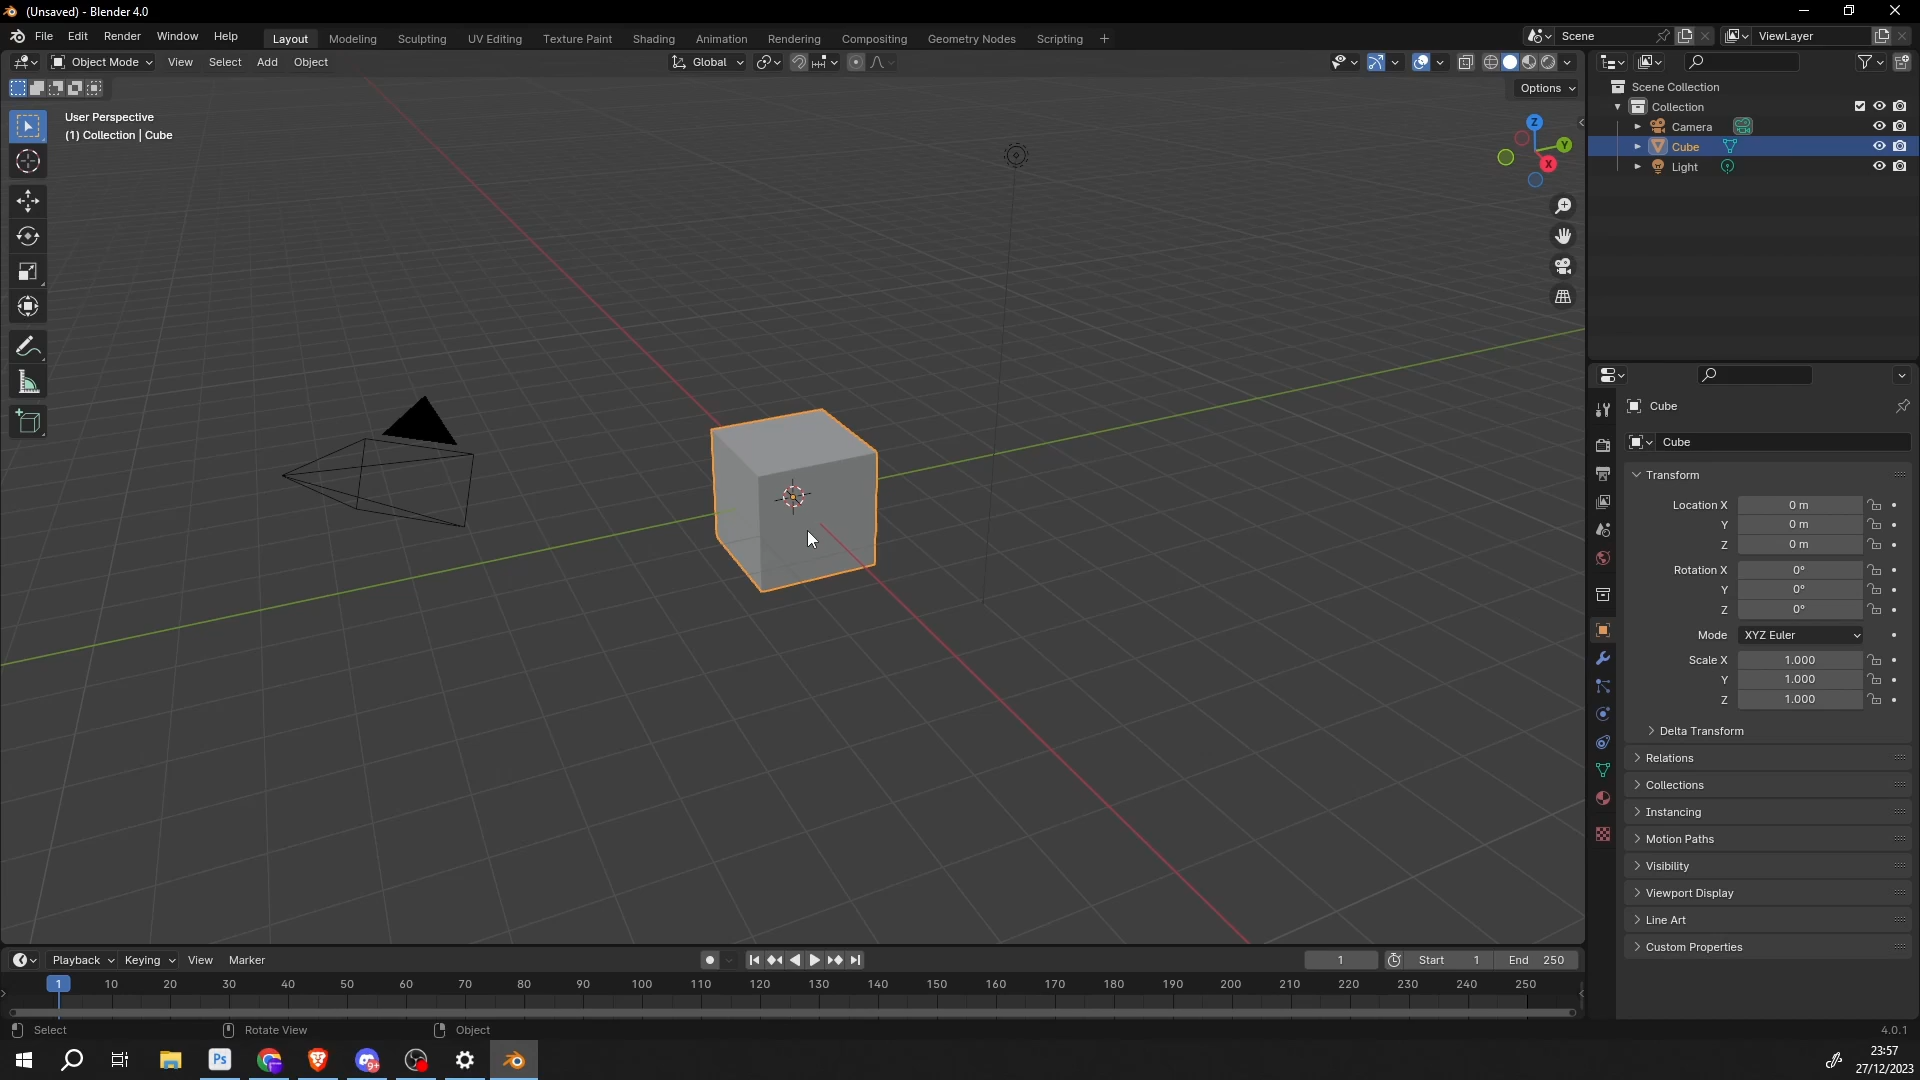 (Unsaved) - Blender 4.0
File Edit Render Window Help
Layout Modeling Sculpting UV Editing Texture Paint Shading Animation Rendering Compositing Geometry Nodes Scripting +
Scene
ViewLayer
Object Mode View Select Add Object
Global
Options
User Perspective
(1) Collection | Cube
Z
Y
X
Scene Collection
Collection
Camera
Cube
Light
Cube
Cube
Transform
Location X 0 m
Y 0 m
Z 0 m
Rotation X 0°
Y 0°
Z 0°
Mode XYZ Euler
Scale X 1.000
Y 1.000
Z 1.000
Delta Transform
Relations
Collections
Instancing
Motion Paths
Visibility
Viewport Display
Line Art
Custom Properties
Playback Keying View Marker
1
Start 1 End 250
1 10 20 30 40 50 60 70 80 90 100 110 120 130 140 150 160 170 180 190 200 210 220 230 240 250
Select Rotate View Object
4.0.1
Ps
9+
23:57
27/12/2023